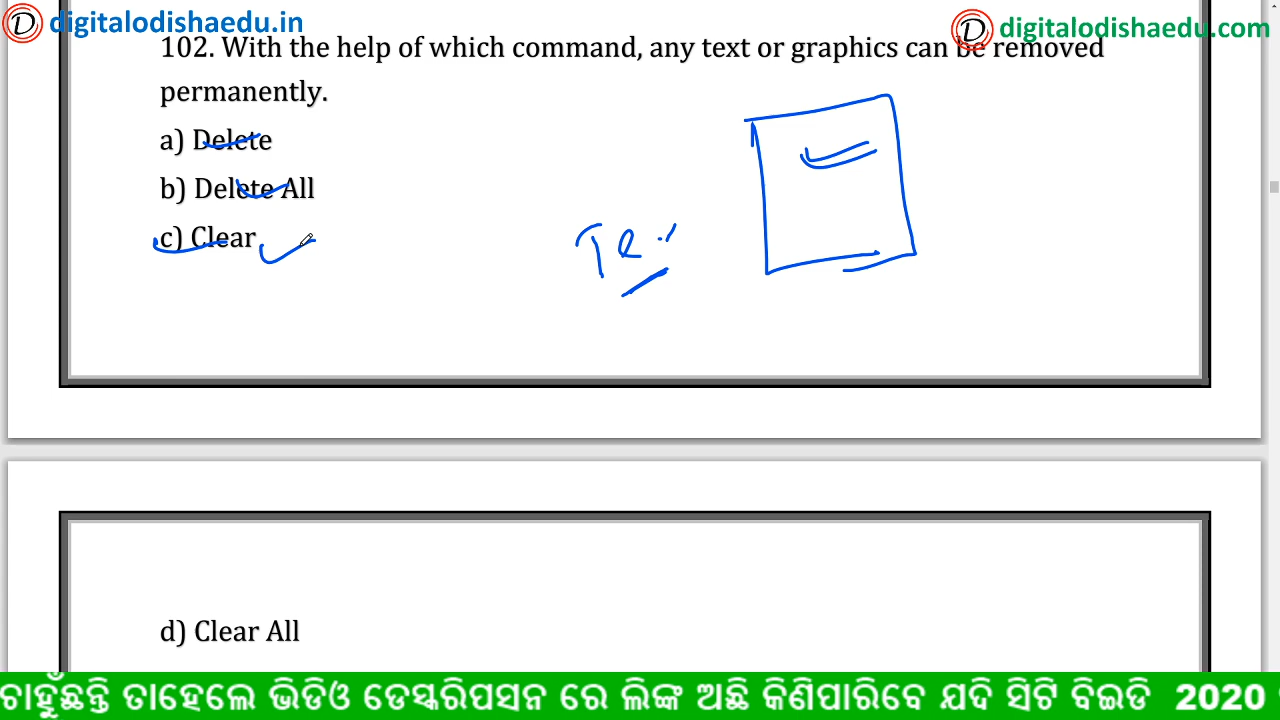 digitalodishaedu.in
digitalodishaedu.com
102. With the help of which command, any text or graphics can be removed
permanently.
a) Delete
b) Delete All
c) Clear
d) Clear All
ଚାହୁଁଛନ୍ତି ତାହେଲେ ଭିଡିଓ ଡେସ୍କରିପସନ ରେ ଲିଙ୍କ ଅଛି କିଣିପାରିବେ ଯଦି ସିଟି ବିଇଡି 2020